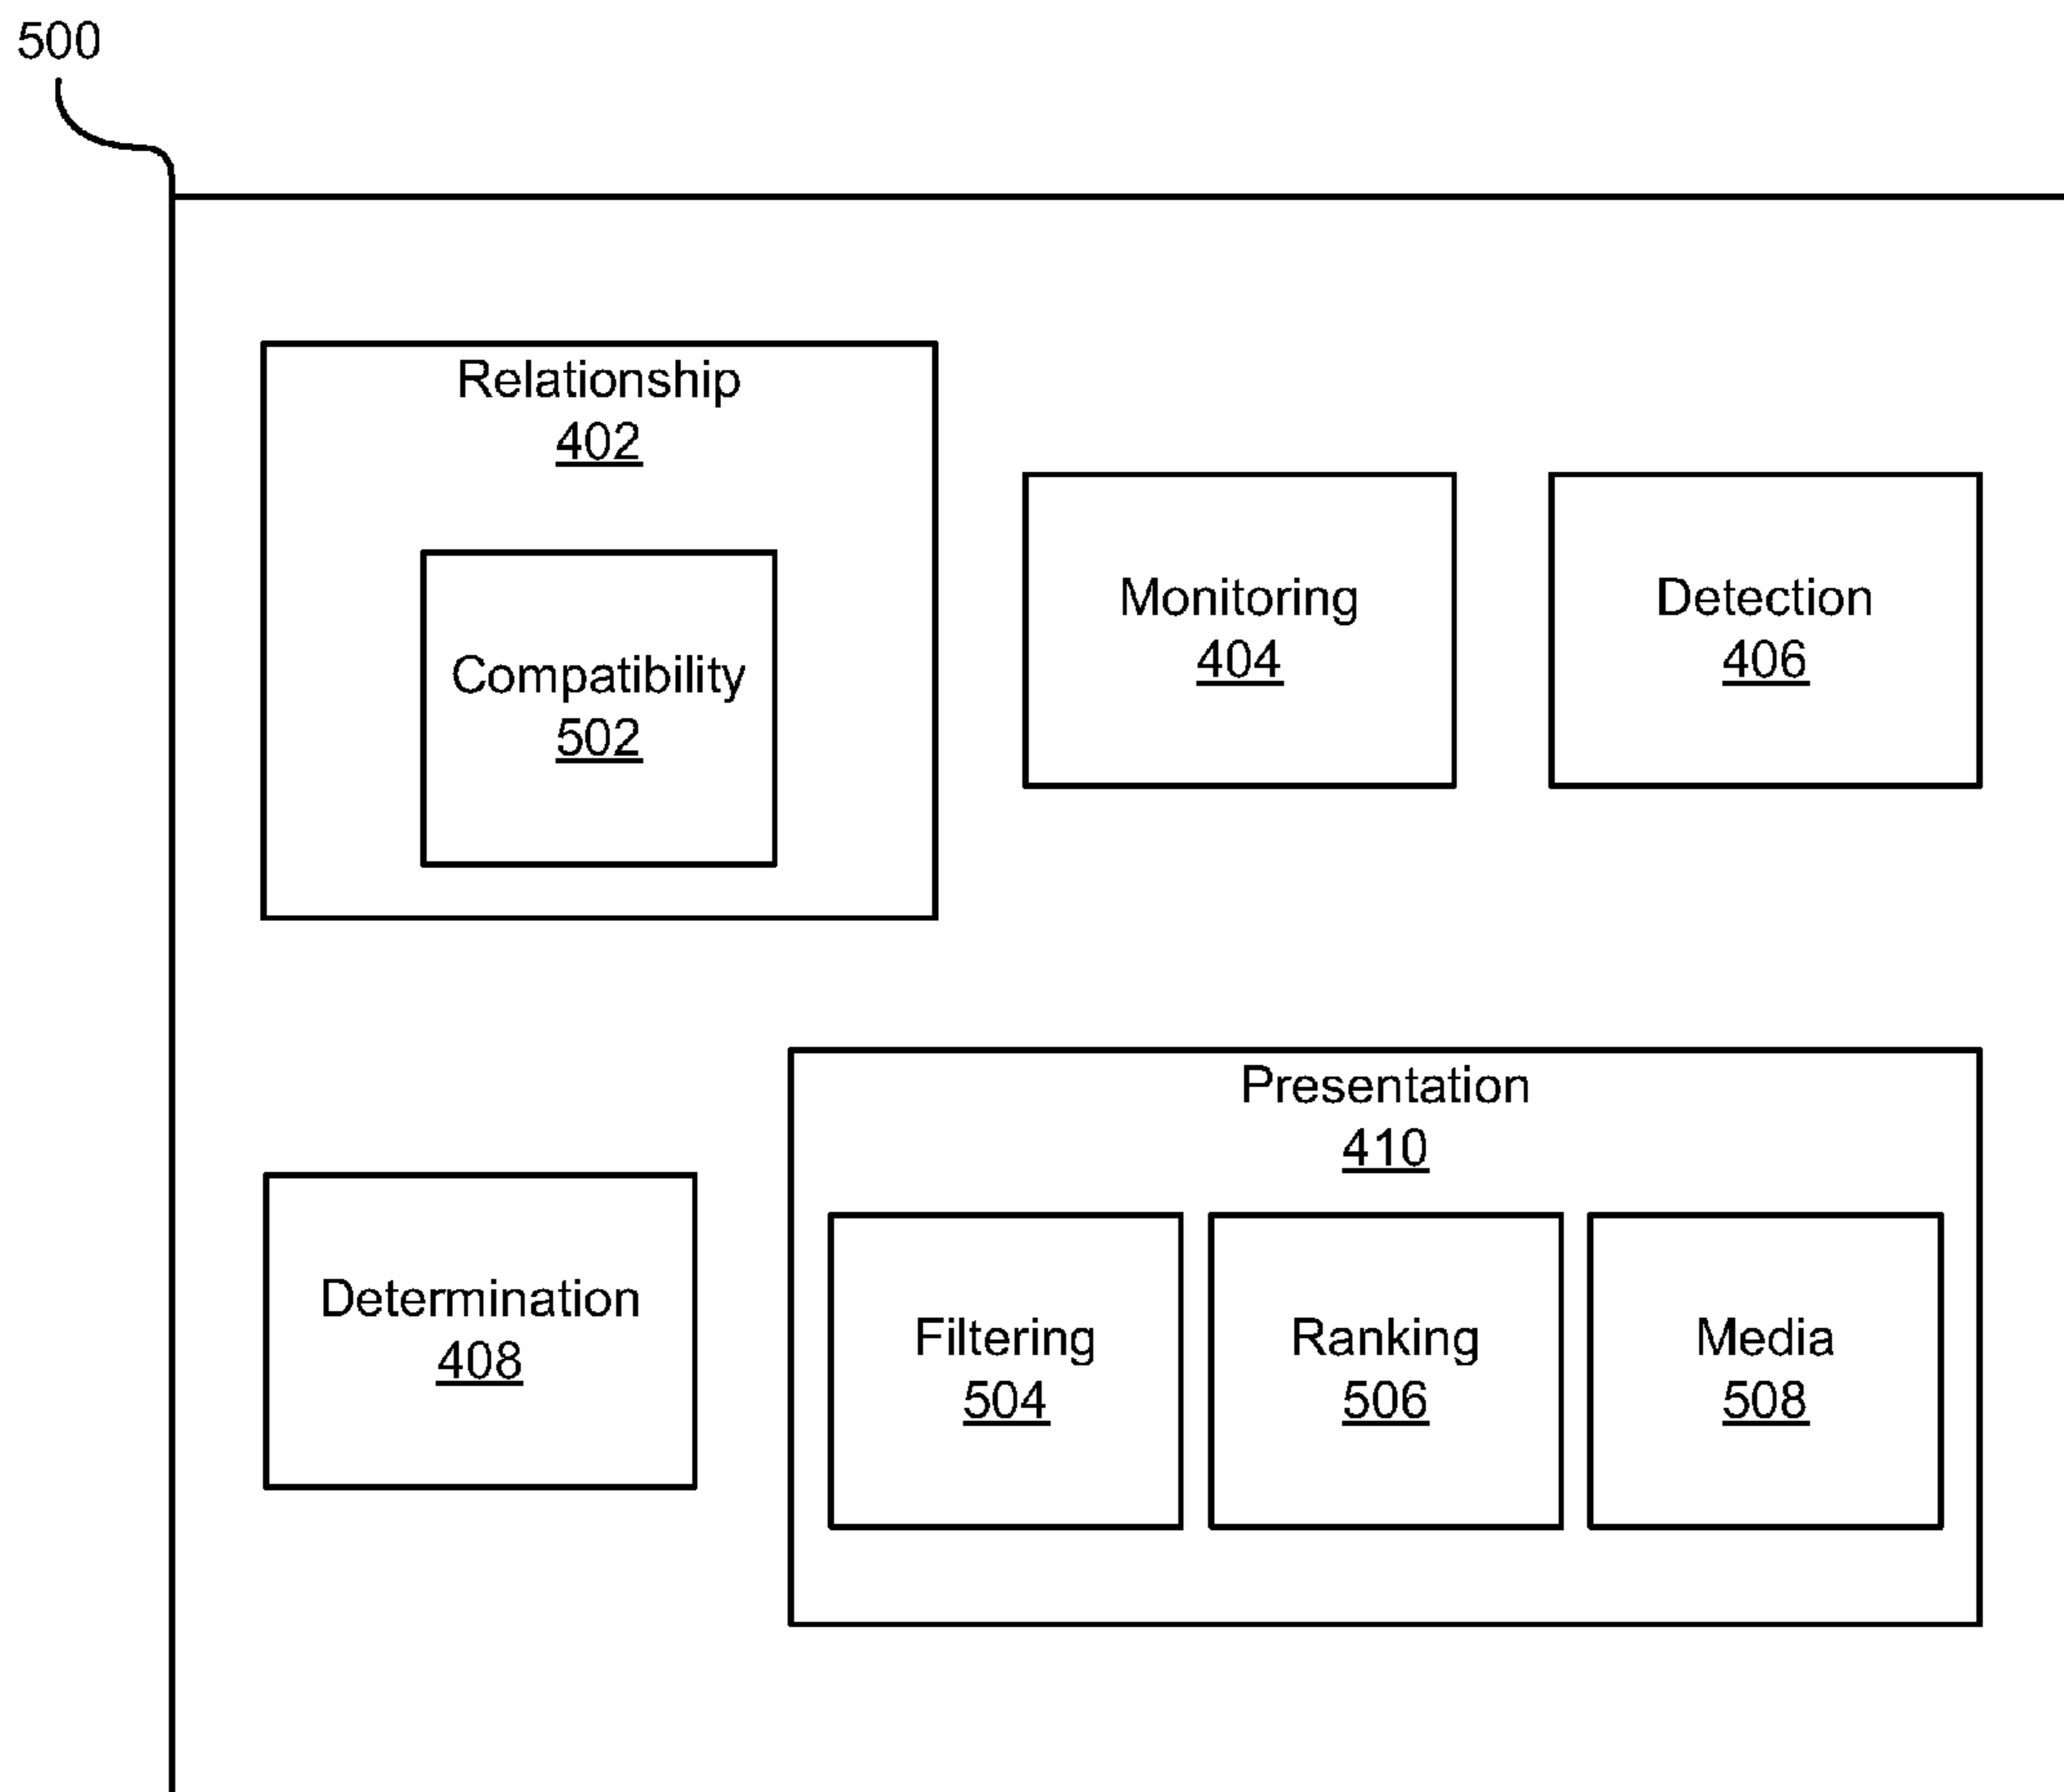 500
Relationship
402
Compatibility
502
Monitoring
404
Detection
406
Determination
408
Presentation
410
Filtering
504
Ranking
506
Media
508